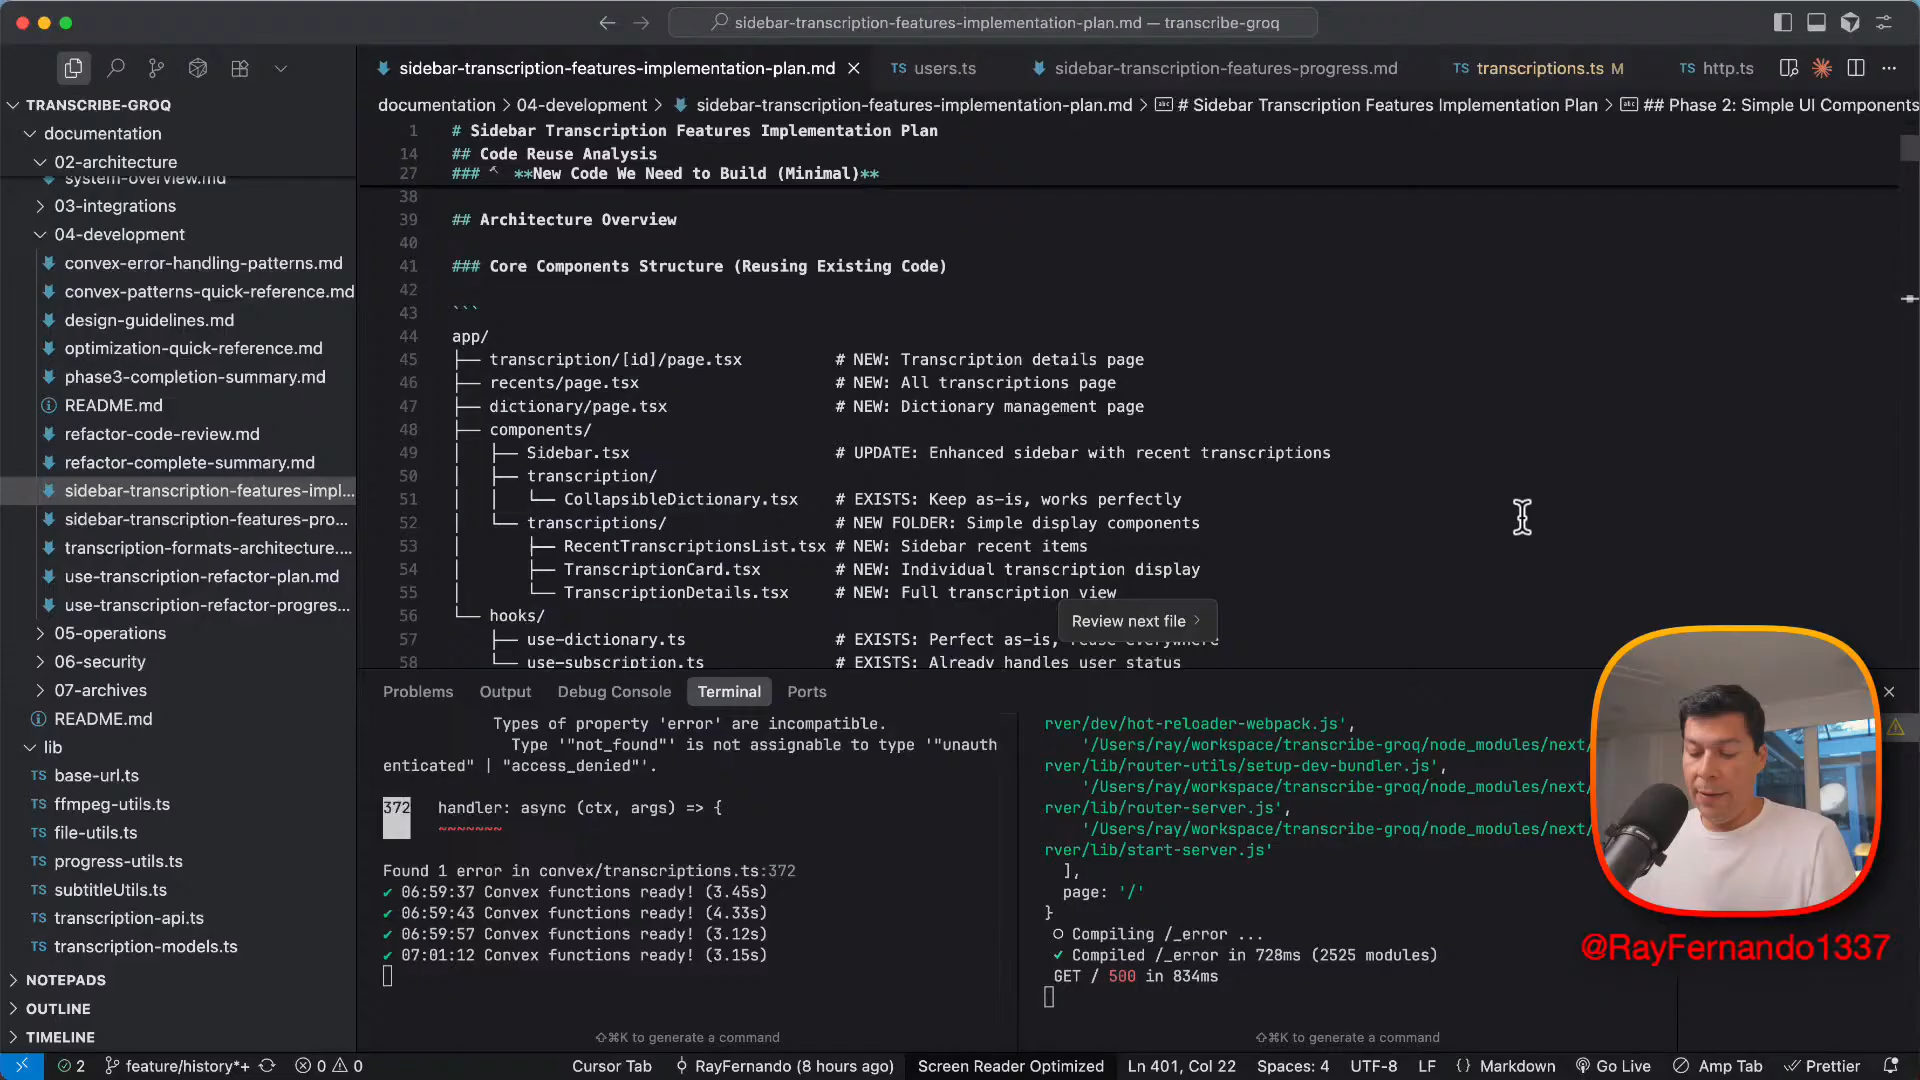 sidebar-transcription-features-implementation-plan.md — transcribe-groq
sidebar-transcription-features-implementation-plan.md
TS users.ts
sidebar-transcription-features-progress.md
TS transcriptions.ts M
TS http.ts
TRANSCRIBE-GROQ
documentation
02-architecture
system-overview.md
03-integrations
04-development
convex-error-handling-patterns.md
convex-patterns-quick-reference.md
design-guidelines.md
optimization-quick-reference.md
phase3-completion-summary.md
README.md
refactor-code-review.md
refactor-complete-summary.md
sidebar-transcription-features-impl...
sidebar-transcription-features-pro...
transcription-formats-architecture....
use-transcription-refactor-plan.md
use-transcription-refactor-progres...
05-operations
06-security
07-archives
README.md
lib
TS base-url.ts
TS ffmpeg-utils.ts
TS file-utils.ts
TS progress-utils.ts
TS subtitleUtils.ts
TS transcription-api.ts
TS transcription-models.ts
NOTEPADS
OUTLINE
TIMELINE
documentation > 04-development > sidebar-transcription-features-implementation-plan.md > # Sidebar Transcription Features Implementation Plan > ## Phase 2: Simple UI Components
1 # Sidebar Transcription Features Implementation Plan
14 ## Code Reuse Analysis
27 ### **New Code We Need to Build (Minimal)**
38
39 ## Architecture Overview
40
41 ### Core Components Structure (Reusing Existing Code)
42
43 ```
44 app/
45 ├── transcription/[id]/page.tsx # NEW: Transcription details page
46 ├── recents/page.tsx # NEW: All transcriptions page
47 ├── dictionary/page.tsx # NEW: Dictionary management page
48 ├── components/
49 │ ├── Sidebar.tsx # UPDATE: Enhanced sidebar with recent transcriptions
50 │ ├── transcription/
51 │ │ └── CollapsibleDictionary.tsx # EXISTS: Keep as-is, works perfectly
52 │ └── transcriptions/ # NEW FOLDER: Simple display components
53 │ ├── RecentTranscriptionsList.tsx # NEW: Sidebar recent items
54 │ ├── TranscriptionCard.tsx # NEW: Individual transcription display
55 │ └── TranscriptionDetails.tsx # NEW: Full transcription view
56 └── hooks/
57 ├── use-dictionary.ts # EXISTS: Perfect as-is, reuse everywhere
58 └── use-subscription.ts # EXISTS: Already handles user status
Review next file >
Problems
Output
Debug Console
Terminal
Ports
Types of property 'error' are incompatible.
Type '"not_found"' is not assignable to type '"unauth
enticated" | "access_denied"'.
372 handler: async (ctx, args) => {
~~~~~~~
Found 1 error in convex/transcriptions.ts:372
✔ 06:59:37 Convex functions ready! (3.45s)
✔ 06:59:43 Convex functions ready! (4.33s)
✔ 06:59:57 Convex functions ready! (3.12s)
✔ 07:01:12 Convex functions ready! (3.15s)
⇧⌘K to generate a command
rver/dev/hot-reloader-webpack.js',
'/Users/ray/workspace/transcribe-groq/node_modules/next/
rver/lib/router-utils/setup-dev-bundler.js',
'/Users/ray/workspace/transcribe-groq/node_modules/next/
rver/lib/router-server.js',
'/Users/ray/workspace/transcribe-groq/node_modules/next/
rver/lib/start-server.js'
],
page: '/'
}
○ Compiling /_error ...
✓ Compiled /_error in 728ms (2525 modules)
GET / 500 in 834ms
⇧⌘K to generate a command
@RayFernando1337
2
feature/history*+
0
0
Cursor Tab
RayFernando (8 hours ago)
Screen Reader Optimized
Ln 401, Col 22
Spaces: 4
UTF-8
LF
{} Markdown
Go Live
Amp Tab
Prettier